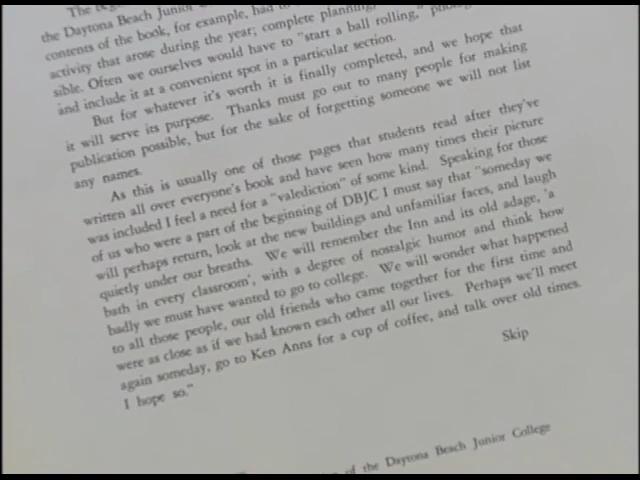 The
the Daytona Beach Junior
contents of the book, for example, had to
activity that arose during the year; complete planning,
sible. Often we ourselves would have to "start a ball rolling,"
and include it at a convenient spot in a particular section.
But for whatever it's worth it is finally completed, and we hope that
it will serve its purpose. Thanks must go out to many people for making
publication possible, but for the sake of forgetting someone we will not list
any names.
As this is usually one of those pages that students read after they've
written all over everyone's book and have seen how many times their picture
was included I feel a need for a "valediction" of some kind. Speaking for those
of us who were a part of the beginning of DBJC I must say that "someday we
will perhaps return, look at the new buildings and unfamiliar faces, and laugh
quietly under our breaths. We will remember the Inn and its old adage, 'a
bath in every classroom', with a degree of nostalgic humor and think how
badly we must have wanted to go to college. We will wonder what happened
to all those people, our old friends who came together for the first time and
were as close as if we had known each other all our lives. Perhaps we'll meet
again someday, go to Ken Anns for a cup of coffee, and talk over old times.
I hope so."
Skip
of the Daytona Beach Junior College